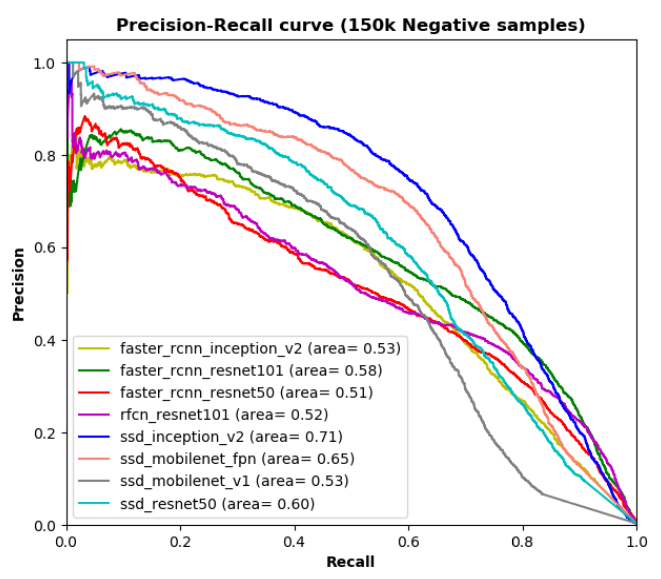 Precision-Recall curve (150k Negative samples)
Precision
1.0
0.8
0.6
0.4
0.2
0.0
faster_rcnn_inception_v2 (area= 0.53)
faster_rcnn_resnet101 (area= 0.58)
faster_rcnn_resnet50 (area= 0.51)
rfcn_resnet101 (area= 0.52)
ssd_inception_v2 (area= 0.71)
ssd_mobilenet_fpn (area= 0.65)
ssd_mobilenet_v1 (area= 0.53)
ssd_resnet50 (area= 0.60)
0.0 0.2 0.4 0.6 0.8 1.0
Recall